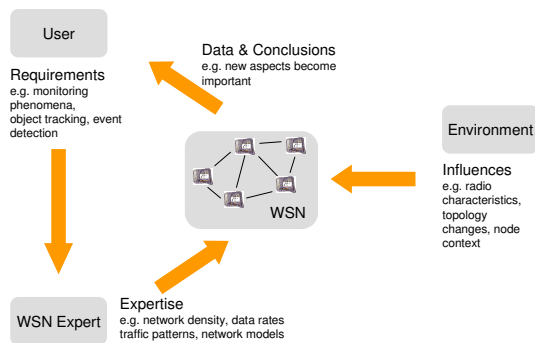 User
Requirements
e.g. monitoring
phenomena,
object tracking, event
detection
Data & Conclusions
e.g. new aspects become
important
Environment
Influences
e.g. radio
characteristics,
topology
changes, node
context
WSN
WSN Expert
Expertise
e.g. network density, data rates
traffic patterns, network models